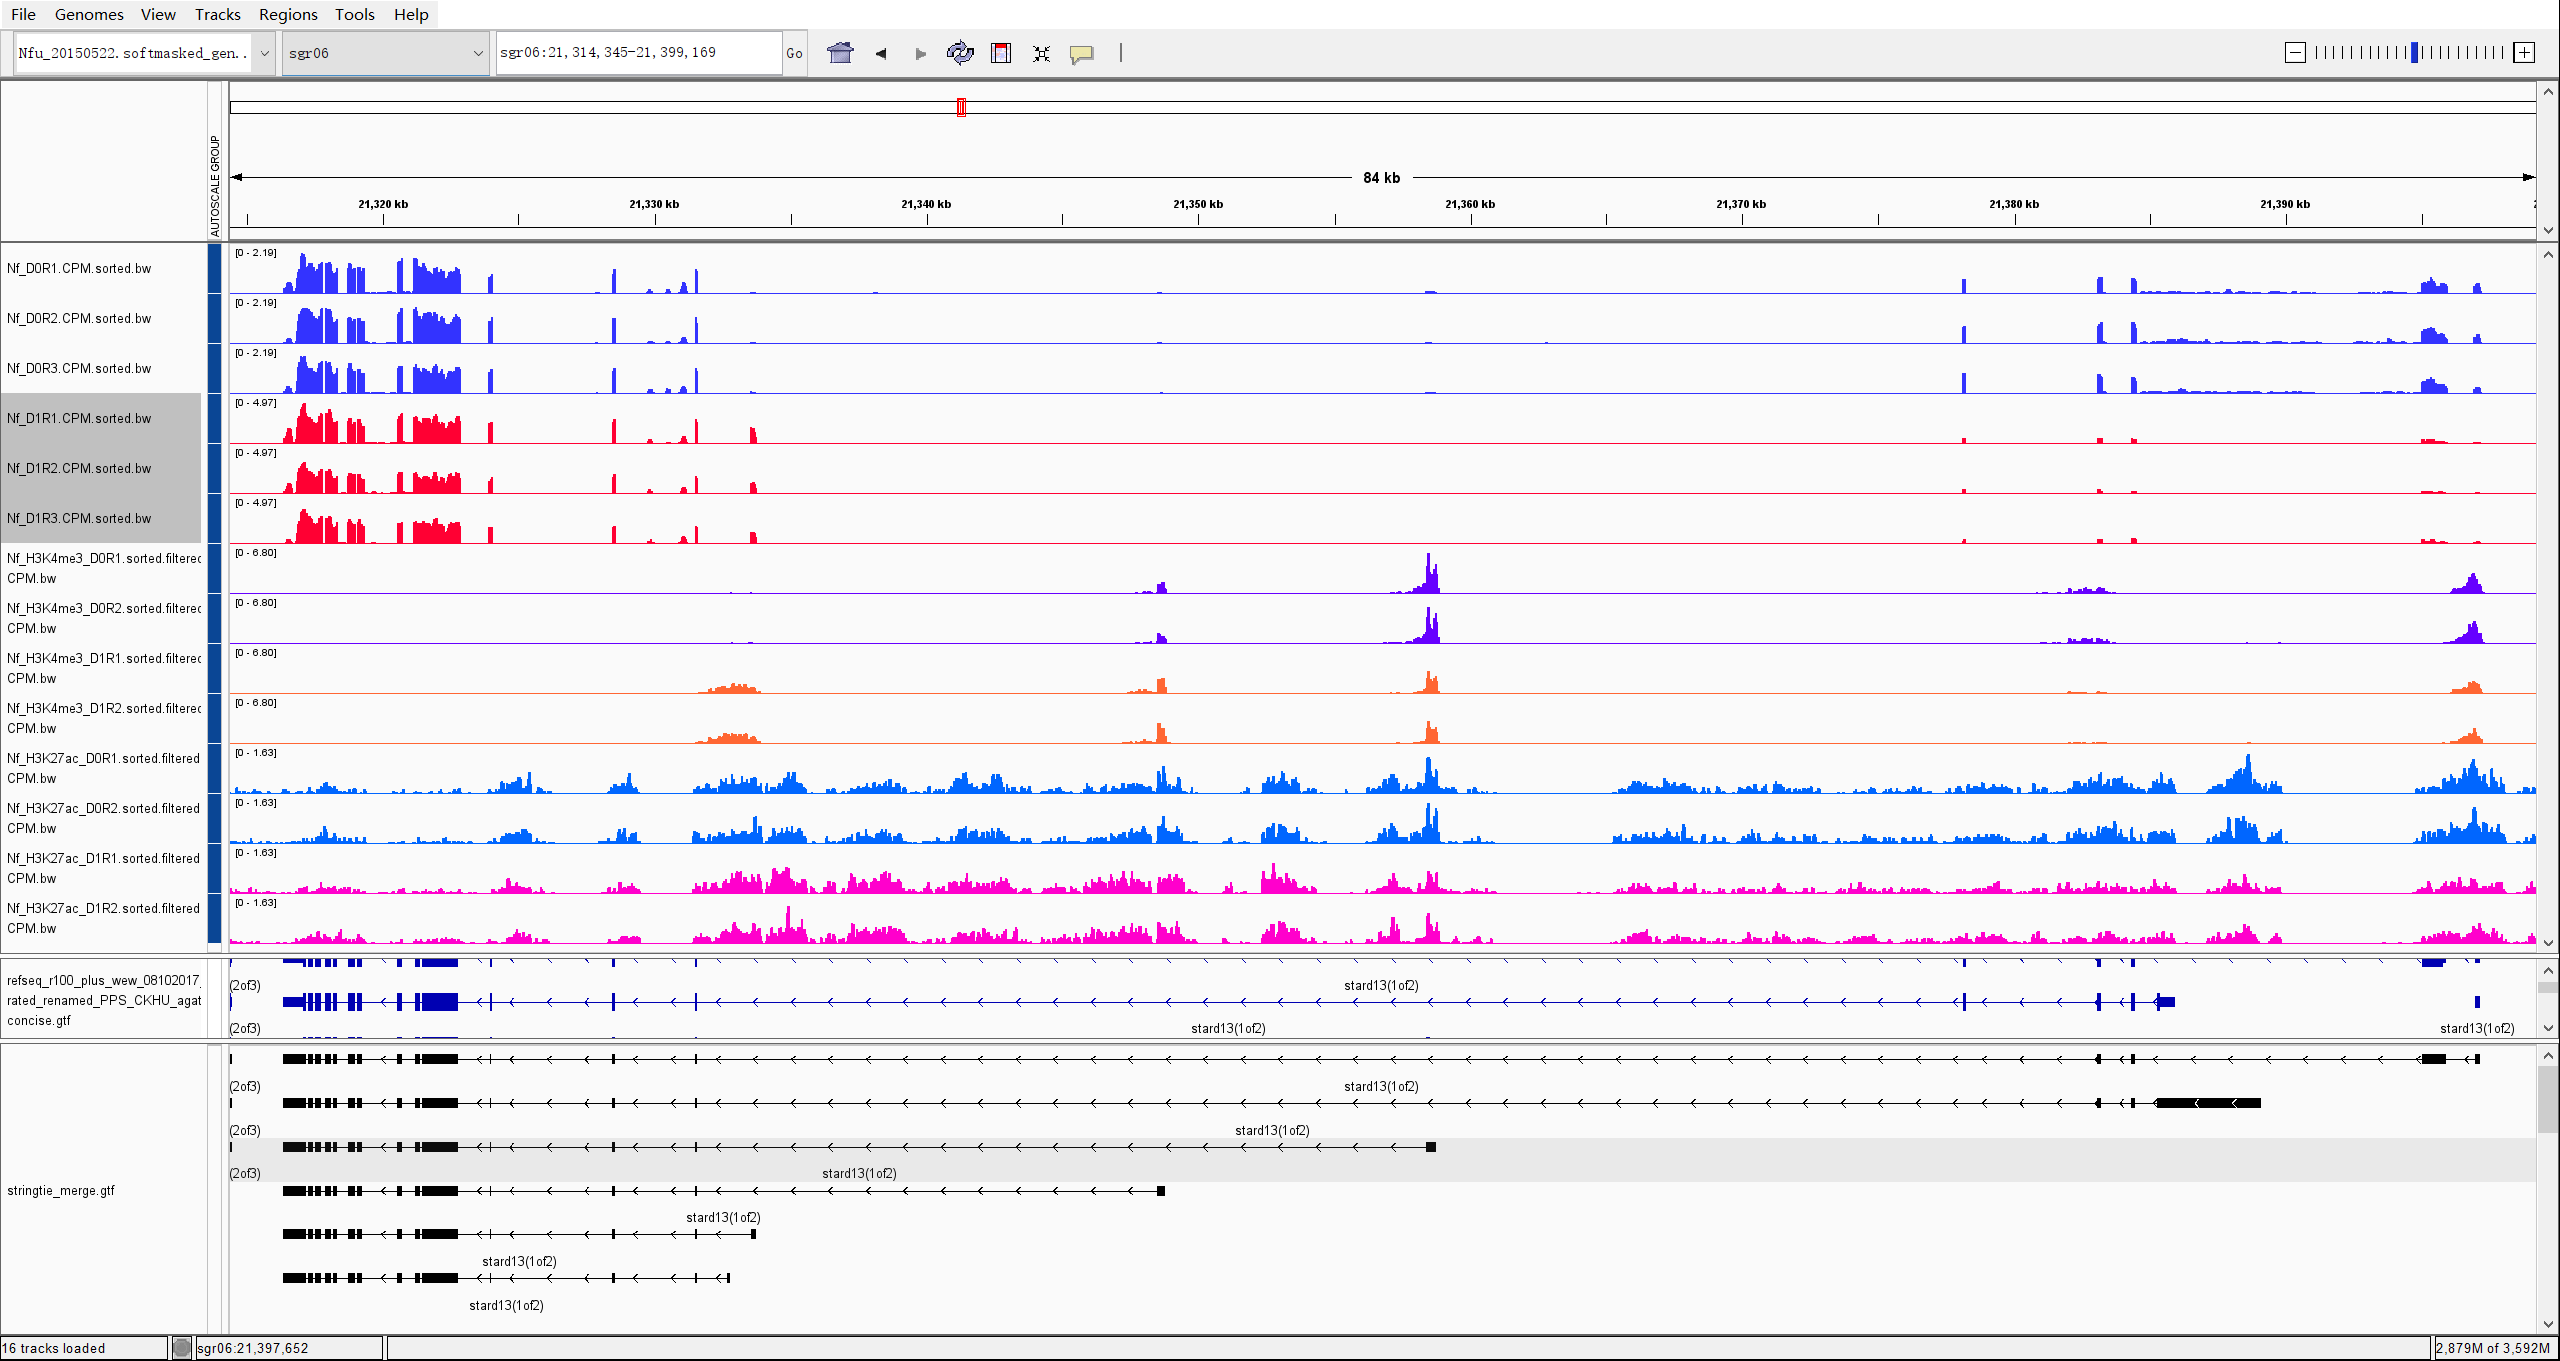 File Genomes View Tracks Regions Tools Help
Nfu_20150522.softmasked_gen.. sgr06 sgr06:21,314,345-21,399,169 Go
AUTOSCALE GROUP
84 kb
21,320 kb 21,330 kb 21,340 kb 21,350 kb 21,360 kb 21,370 kb 21,380 kb 21,390 kb
Nf_D0R1.CPM.sorted.bw [0 - 2.19]
Nf_D0R2.CPM.sorted.bw [0 - 2.19]
Nf_D0R3.CPM.sorted.bw [0 - 2.19]
Nf_D1R1.CPM.sorted.bw [0 - 4.97]
Nf_D1R2.CPM.sorted.bw [0 - 4.97]
Nf_D1R3.CPM.sorted.bw [0 - 4.97]
Nf_H3K4me3_D0R1.sorted.filterec [0 - 6.80]
CPM.bw
Nf_H3K4me3_D0R2.sorted.filterec [0 - 6.80]
CPM.bw
Nf_H3K4me3_D1R1.sorted.filterec [0 - 6.80]
CPM.bw
Nf_H3K4me3_D1R2.sorted.filterec [0 - 6.80]
CPM.bw
Nf_H3K27ac_D0R1.sorted.filtered [0 - 1.63]
CPM.bw
Nf_H3K27ac_D0R2.sorted.filtered [0 - 1.63]
CPM.bw
Nf_H3K27ac_D1R1.sorted.filtered [0 - 1.63]
CPM.bw
Nf_H3K27ac_D1R2.sorted.filtered [0 - 1.63]
CPM.bw
refseq_r100_plus_wew_08102017_
rated_renamed_PPS_CKHU_agat
concise.gtf
(2of3) stard13(1of2)
(2of3) stard13(1of2) stard13(1of2)
stringtie_merge.gtf
(2of3) stard13(1of2)
(2of3) stard13(1of2)
(2of3) stard13(1of2)
stard13(1of2)
stard13(1of2)
stard13(1of2)
16 tracks loaded sgr06:21,397,652 2,879M of 3,592M